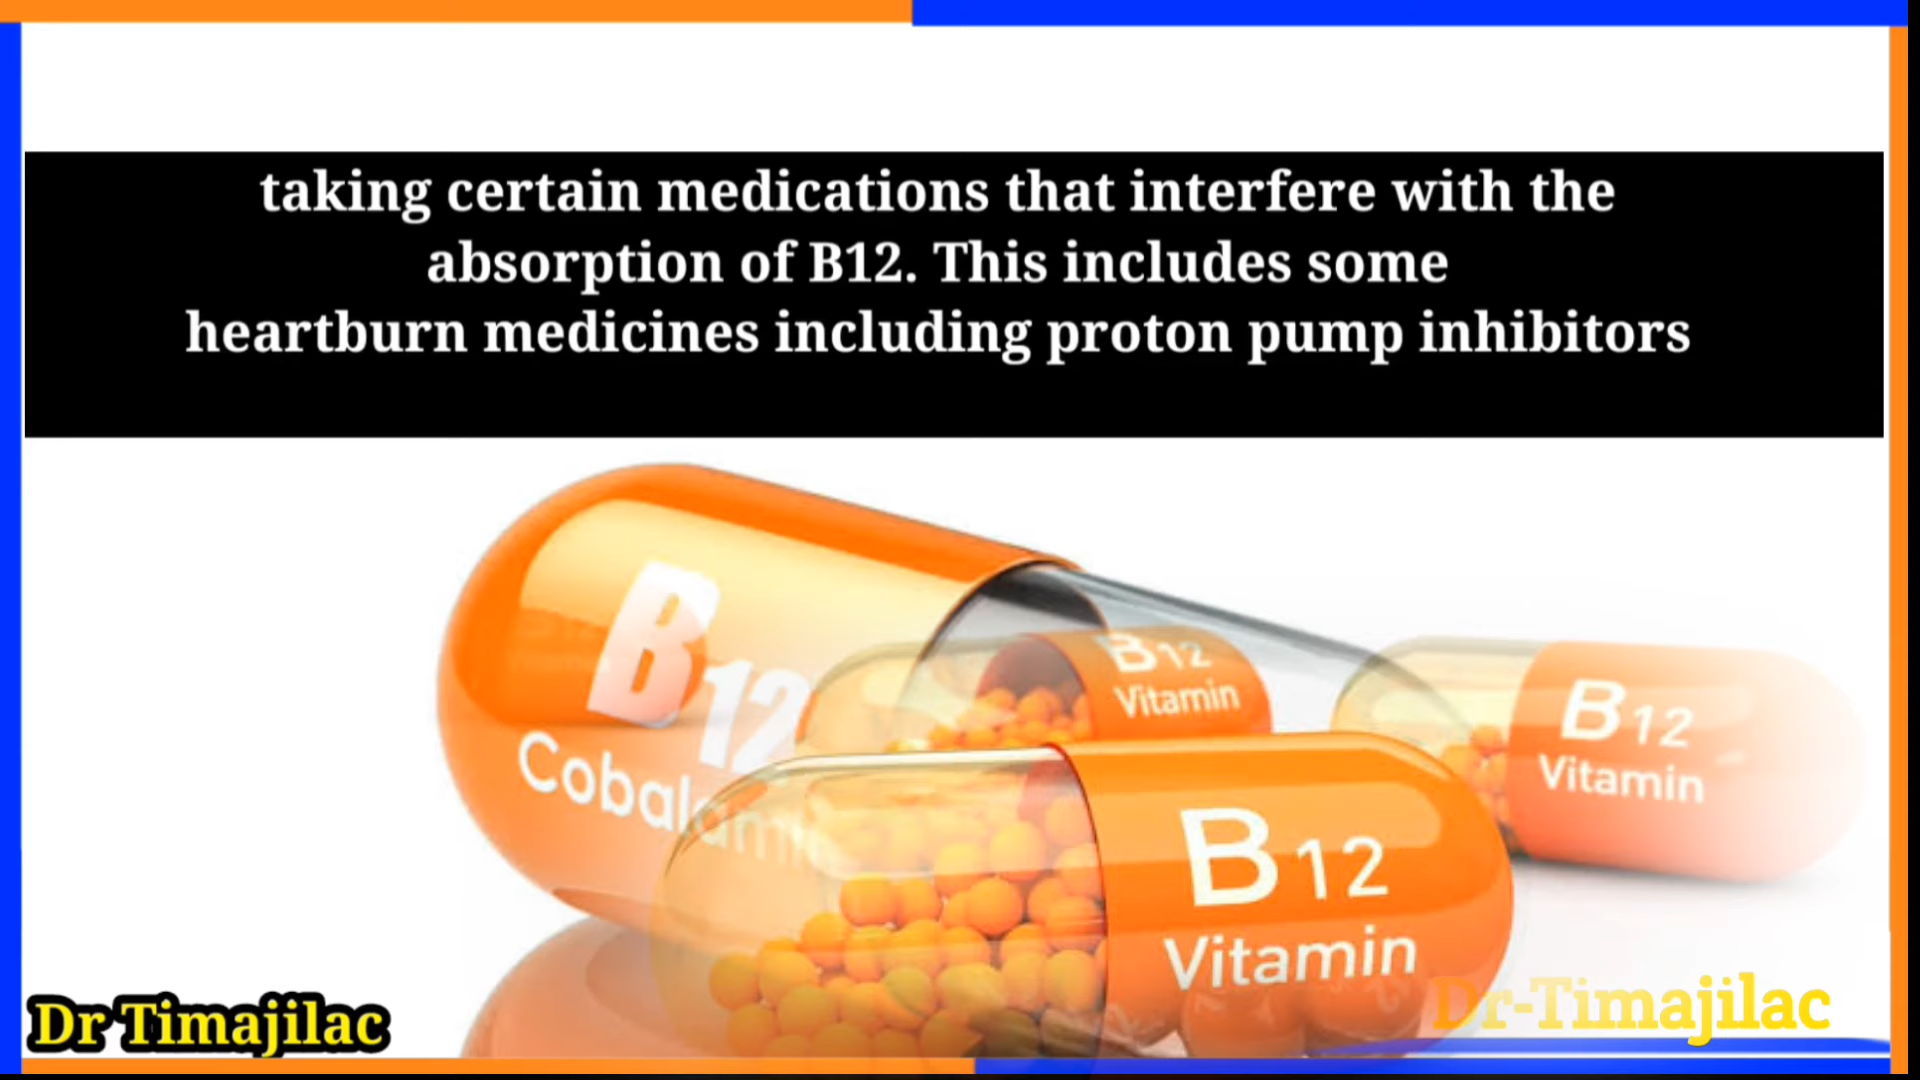 taking certain medications that interfere with the
absorption of B12. This includes some
heartburn medicines including proton pump inhibitors
B12
Cobalamin
B12
Vitamin
B12
Vitamin
B12
Vitamin
Dr Timajilac
Dr-Timajilac